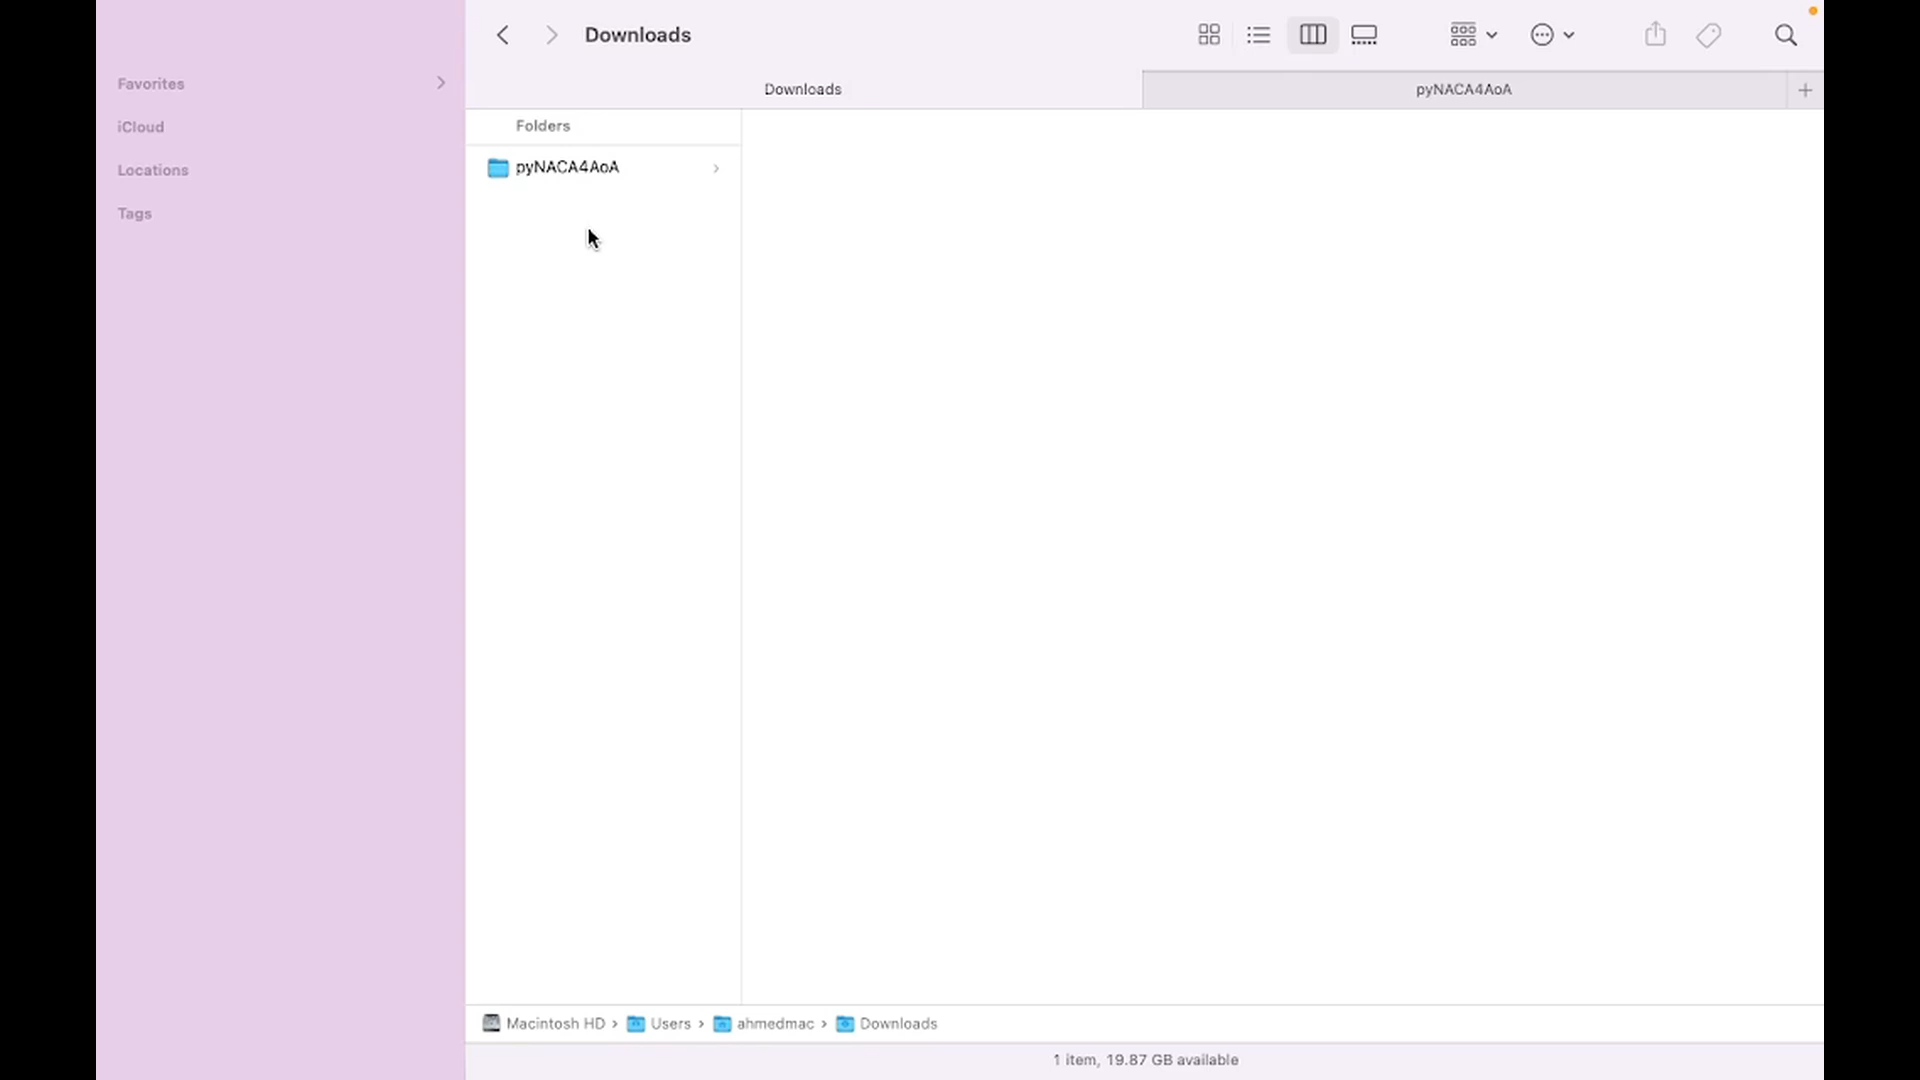 Downloads
Favorites
iCloud
Locations
Tags
Downloads
pyNACA4AoA
Folders
pyNACA4AoA
Macintosh HD › Users › ahmedmac › Downloads
1 item, 19.87 GB available